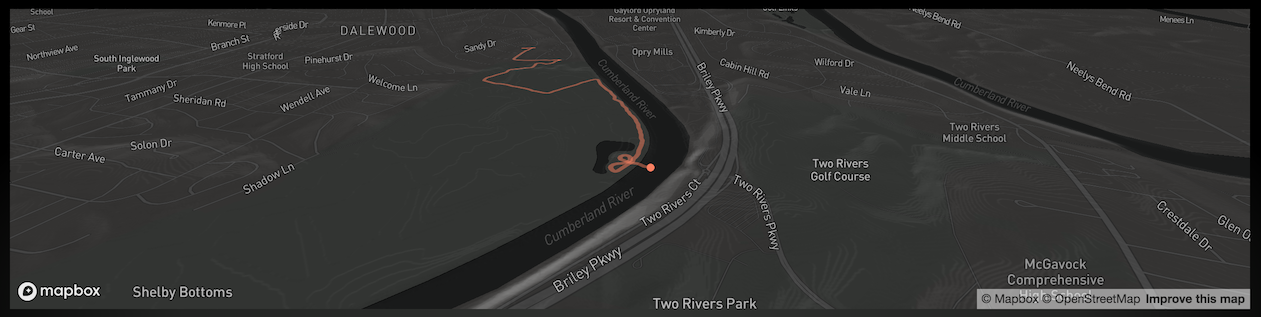 School
Kenmore Pl
Gear St
Branch St
DALEWOOD
Gaylord Opryland
Resort & Convention
Center
Neelys Bend Rd
Menees Ln
Northview Ave
South Inglewood
Park
Stratford
High School
Pinehurst Dr
Sandy Dr
Opry Mills
Kimberly Dr
Cabin Hill Rd
Wilford Dr
Neelys Bend Rd
Tammany Dr
Sheridan Rd
Wendell Ave
Welcome Ln
Cumberland River
Briley Pkwy
Vale Ln
Cumberland River
Two Rivers
Middle School
Carter Ave
Solon Dr
Shadow Ln
Two Rivers
Golf Course
Cumberland River
Two Rivers Ct
Two Rivers Pkwy
Crestdale Dr
Glen
Briley Pkwy
McGavock
Comprehensive
High School
mapbox
Shelby Bottoms
Two Rivers Park
© Mapbox © OpenStreetMap Improve this map